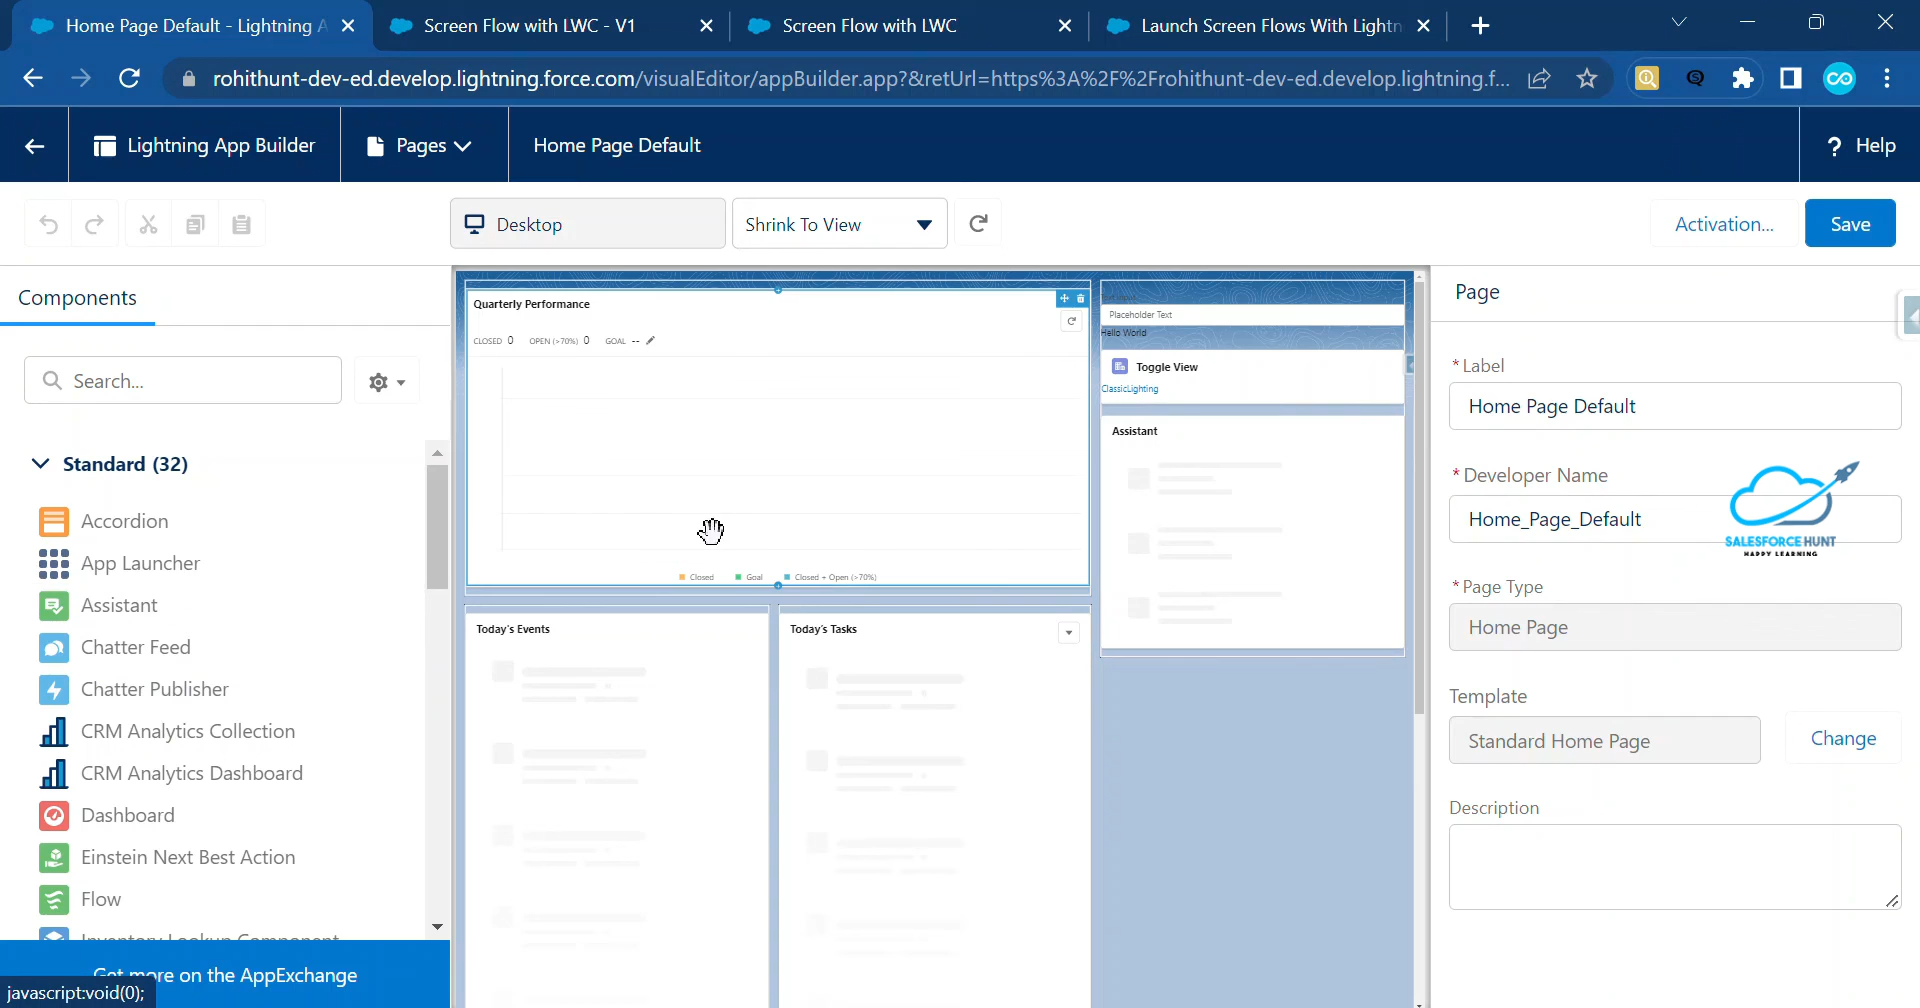 Home Page Default - Lightning A
Screen Flow with LWC - V1
Screen Flow with LWC
Launch Screen Flows With Lightn
rohithunt-dev-ed.develop.lightning.force.com/visualEditor/appBuilder.app?&retUrl=https%3A%2F%2Frohithunt-dev-ed.develop.lightning.f...
Lightning App Builder
Pages
Home Page Default
? Help
Desktop
Shrink To View
Activation...
Save
Components
Search...
Standard (32)
Accordion
App Launcher
Assistant
Chatter Feed
Chatter Publisher
CRM Analytics Collection
CRM Analytics Dashboard
Dashboard
Einstein Next Best Action
Flow
Inventory Lookup Component
Get more on the AppExchange
javascript:void(0);
Quarterly Performance
CLOSED 0 OPEN (>70%) 0 GOAL --
Closed Goal Closed + Open (>70%)
Today's Events
Today's Tasks
Placeholder Text
Hello World
Toggle View
ClassicLighting
Assistant
Page
* Label
Home Page Default
* Developer Name
Home_Page_Default
SALESFORCE HUNT
HAPPY LEARNING
* Page Type
Home Page
Template
Standard Home Page
Change
Description